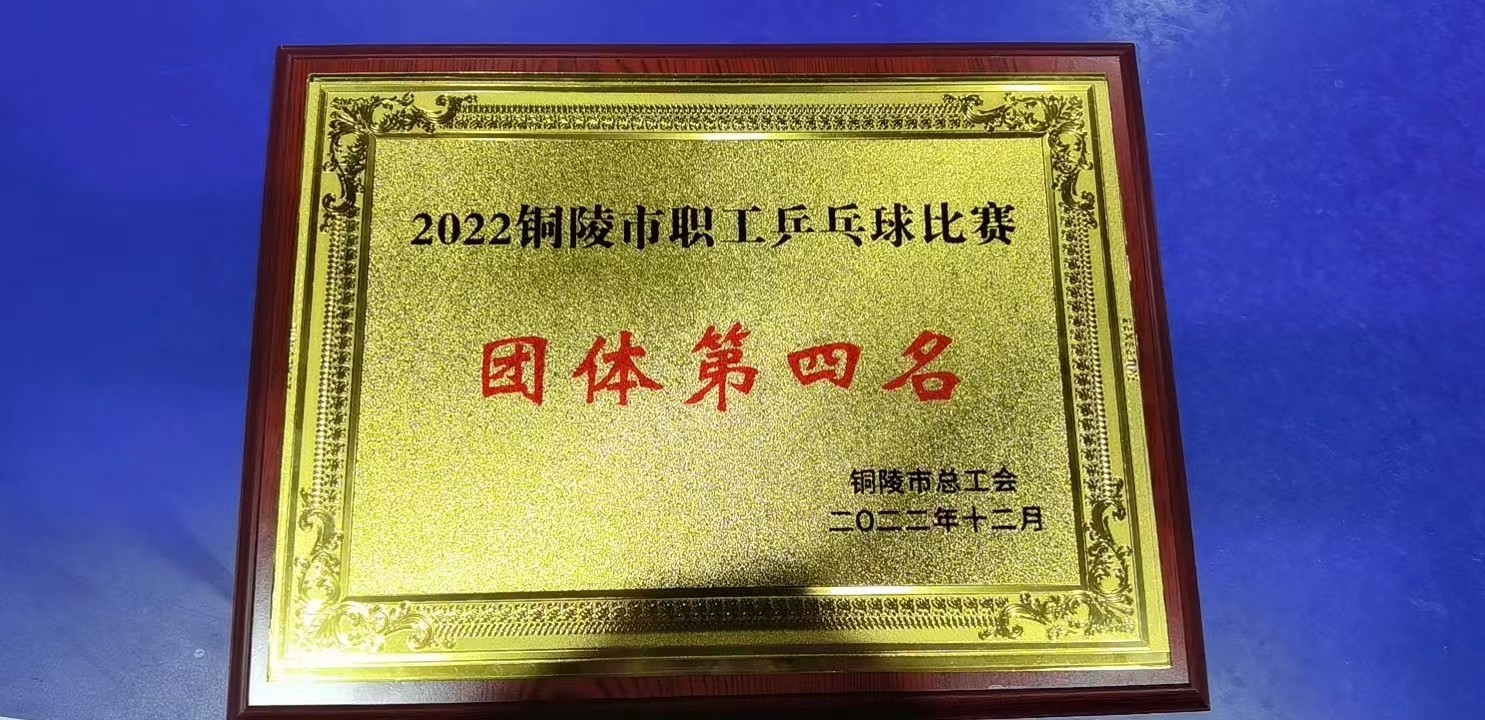 2022铜陵市职工乒乓球比赛
团体第四名
铜陵市总工会
二〇二二年十二月